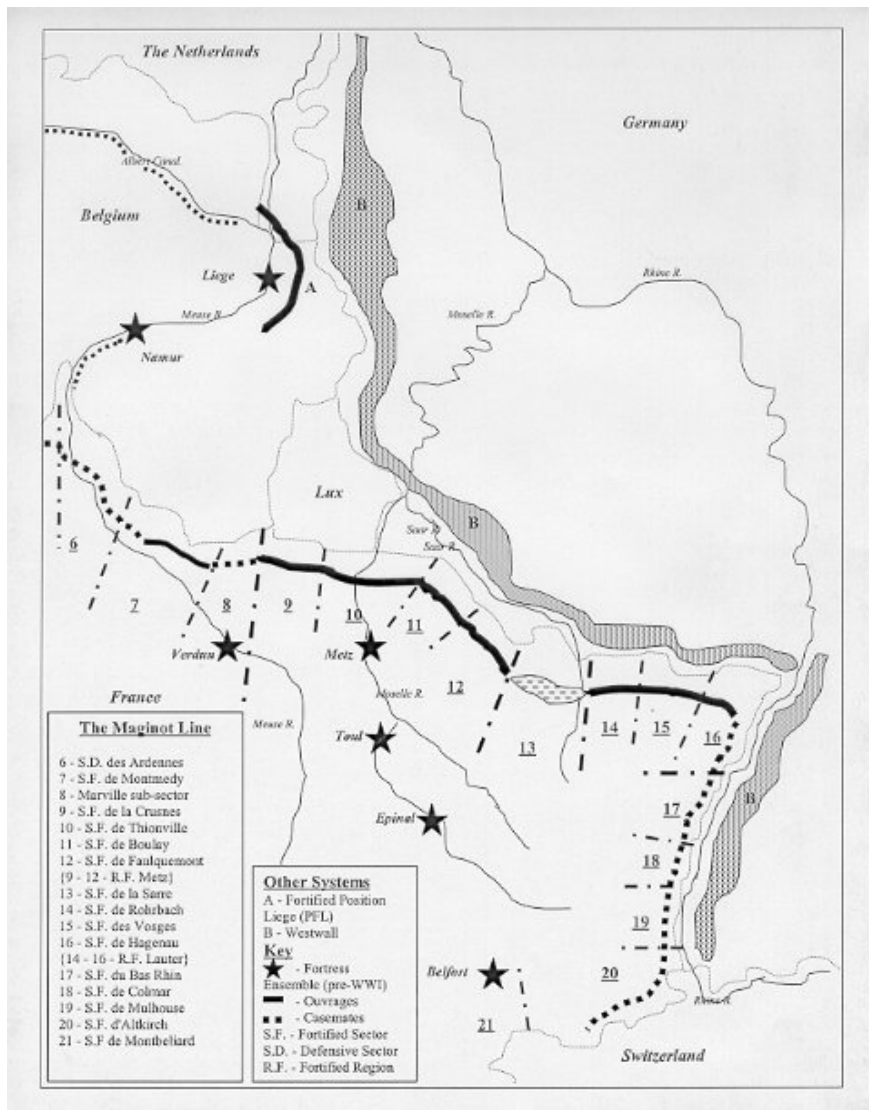 The Netherlands
Germany
Albert Canal
Belgium
B
Liege
A
Rhine R.
Meuse R.
Moselle R.
Namur
Lux
B
Saar R.
Saar R.
6
7
8
9
10
11
Verdun
Metz
12
France
Moselle R.
Meuse R.
Toul
13
14
15
16
Epinal
17
B
18
19
Belfort
20
21
Rhine R.
Switzerland
The Maginot Line
6 - S.D. des Ardennes
7 - S.F. de Montmedy
8 - Marville sub-sector
9 - S.F. de la Crusnes
10 - S.F. de Thionville
11 - S.F. de Boulay
12 - S.F. de Faulquemont
{9 - 12 - R.F. Metz}
13 - S.F. de la Sarre
14 - S.F. de Rohrbach
15 - S.F. des Vosges
16 - S.F. de Hagenau
{14 - 16 - R.F. Lauter}
17 - S.F. du Bas Rhin
18 - S.F. de Colmar
19 - S.F. de Mulhouse
20 - S.F. d'Altkirch
21 - S.F de Montbeliard
Other Systems
A - Fortified Position
Liege (PFL)
B - Westwall
Key
- Fortress
Ensemble (pre-WWI)
- Ouvrages
- Casemates
S.F. - Fortified Sector
S.D. - Defensive Sector
R.F. - Fortified Region